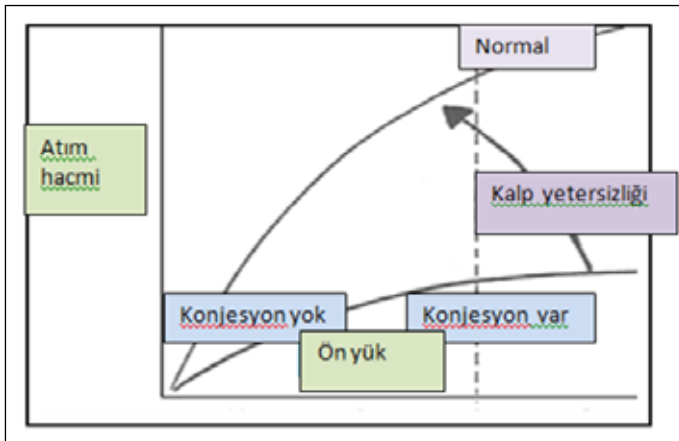 Normal
Atım
hacmi
Kalp yetersizliği
Konjesyon yok
Konjesyon var
Ön yük